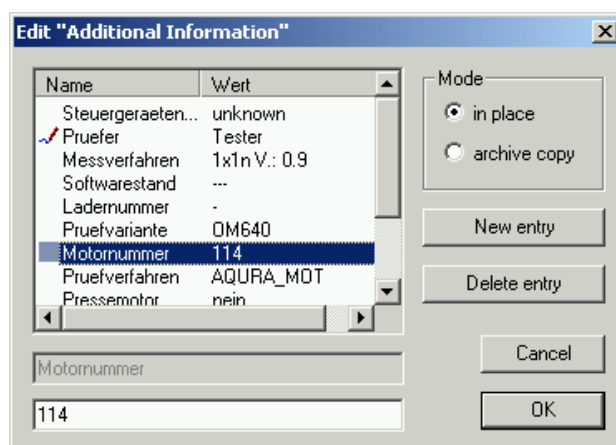 Edit "Additional Information"
Name Wert
Steuergeraeten... unknown
Pruefer Tester
Messverfahren 1x1n V.: 0.9
Softwarestand ---
Ladernummer -
Pruefvariante OM640
Motornummer 114
Pruefverfahren AQURA_MOT
Pressemotor nein
Motornummer
114
Mode
in place
archive copy
New entry
Delete entry
Cancel
OK